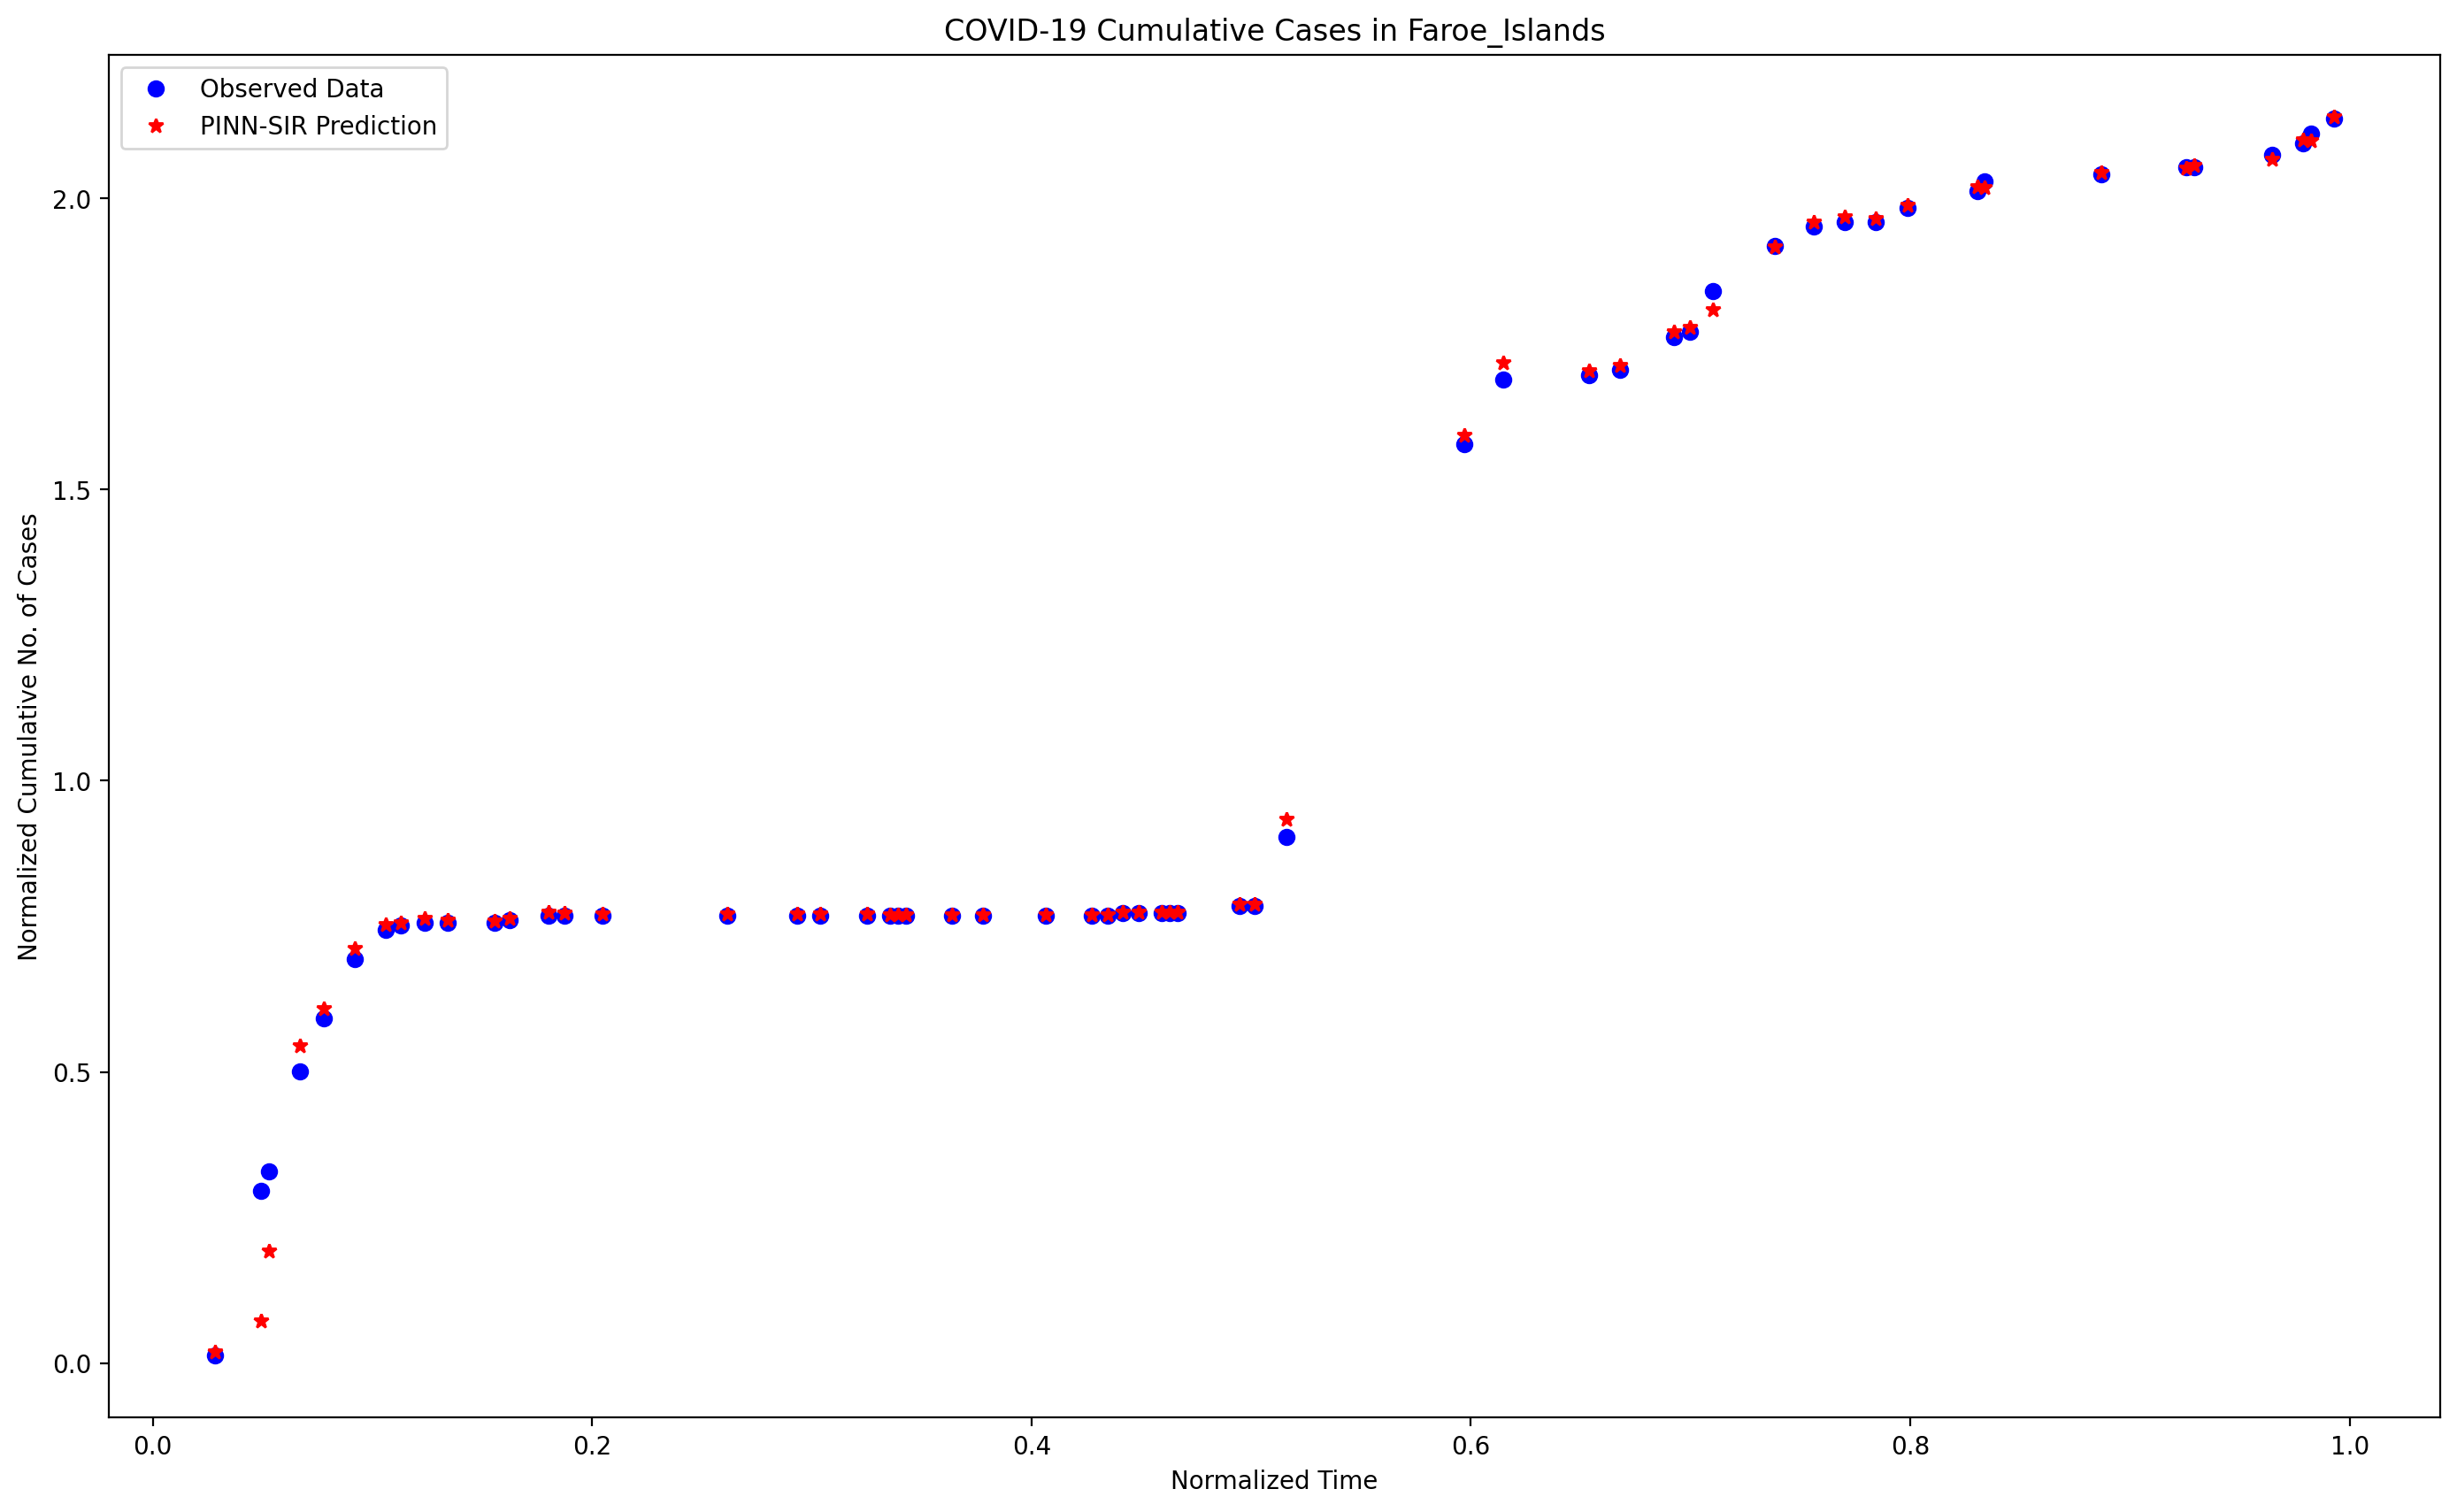 COVID-19 Cumulative Cases in Faroe_Islands
Observed Data
PINN-SIR Prediction
Normalized Cumulative No. of Cases
2.0
1.5
1.0
0.5
0.0
0.0 0.2 0.4 0.6 0.8 1.0
Normalized Time